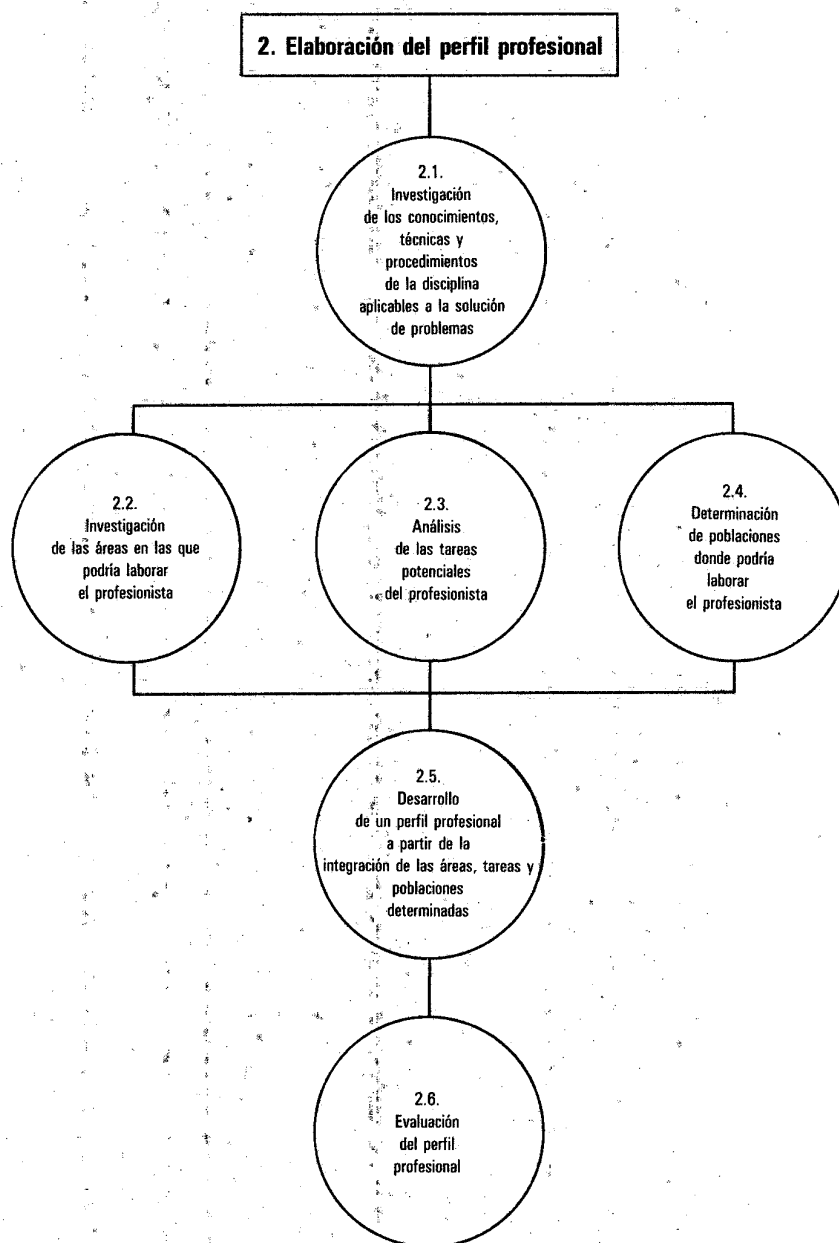 2. Elaboración del perfil profesional
2.1.
Investigación
de los conocimientos,
técnicas y
procedimientos
de la disciplina
aplicables a la solución
de problemas
2.2.
Investigación
de las áreas en las que
podría laborar
el profesionista
2.3.
Análisis
de las tareas
potenciales
del profesionista
2.4.
Determinación
de poblaciones
donde podría
laborar
el profesionista
2.5.
Desarrollo
de un perfil profesional
a partir de la
integración de las áreas, tareas y
poblaciones
determinadas
2.6.
Evaluación
del perfil
profesional